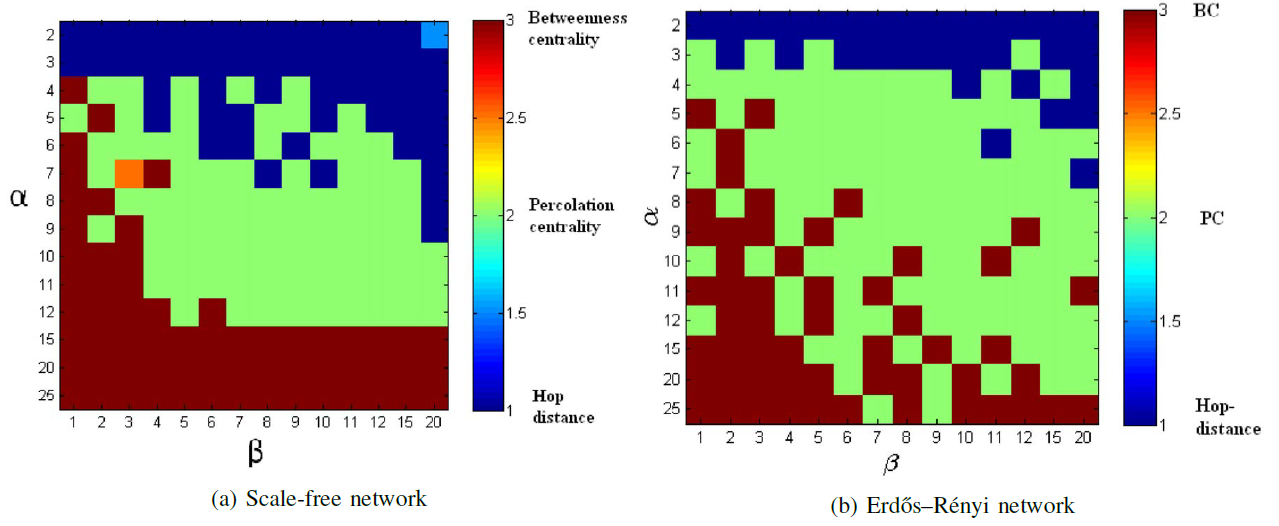 2
3
4
5
6
7
8
9
10
11
12
15
20
25
α
1 2 3 4 5 6 7 8 9 10 11 12 15 20
β
3
2.5
2
1.5
1
Betweenness
centrality
Percolation
centrality
Hop
distance
(a) Scale-free network
2
3
4
5
6
7
8
9
10
11
12
15
20
25
α
1 2 3 4 5 6 7 8 9 10 11 12 15 20
β
3
2.5
2
1.5
1
BC
PC
Hop-
distance
(b) Erdős–Rényi network